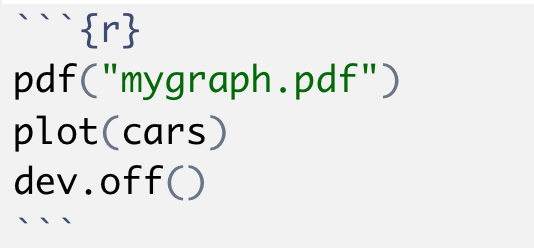 ```{r}
pdf("mygraph.pdf")
plot(cars)
dev.off()
```